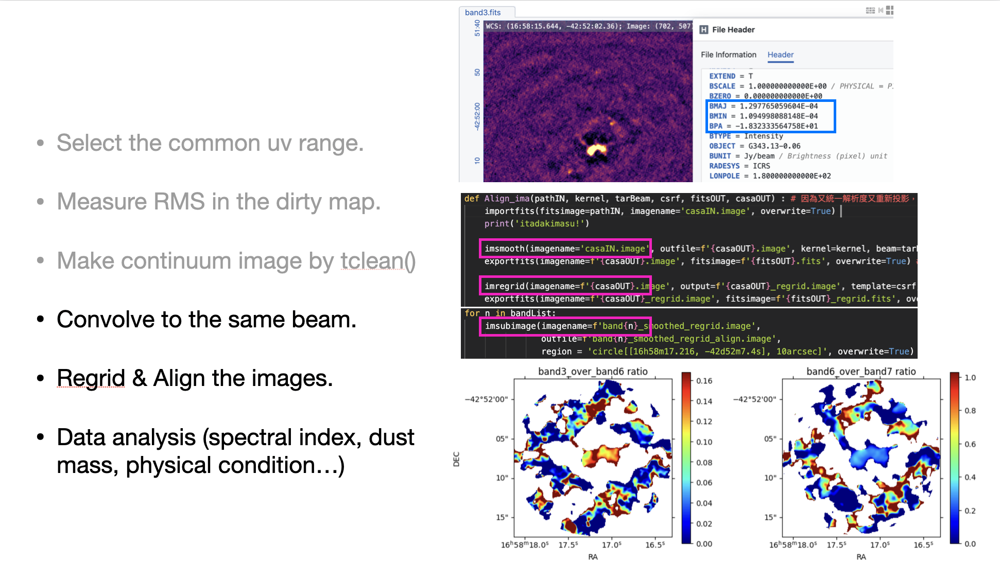 • Select the common uv range.
• Measure RMS in the dirty map.
• Make continuum image by tclean()
• Convolve to the same beam.
• Regrid & Align the images.
• Data analysis (spectral index, dust
mass, physical condition…)
band3.fits
WCS: (16:58:15.644, -42:52:02.36); Image: (702, 507)
51:40
50
-42:52:00
10
H File Header
File Information Header
EXTEND = T
BSCALE = 1.000000000000E+00 / PHYSICAL = P
BZERO = 0.000000000000E+00
BMAJ = 1.297765059604E-04
BMIN = 1.094998088148E-04
BPA = -1.832333564758E+01
BTYPE = Intensity
OBJECT = G343.13-0.06
BUNIT = Jy/beam / Brightness (pixel) unit
RADESYS = ICRS
LONPOLE = 1.800000000000E+02
def Align_ima(pathIN, kernel, tarBeam, csrf, fitsOUT, casaOUT) : # 因為又統一解析度又重新投影，
importfits(fitsimage=pathIN, imagename='casaIN.image', overwrite=True)
print('itadakimasu!')
imsmooth(imagename='casaIN.image', outfile=f'{casaOUT}.image', kernel=kernel, beam=tar
exportfits(imagename=f'{casaOUT}.image', fitsimage=f'{fitsOUT}.fits', overwrite=True) #
imregrid(imagename=f'{casaOUT}.image', output=f'{casaOUT}_regrid.image', template=csrf,
exportfits(imagename=f'{casaOUT}_regrid.image', fitsimage=f'{fitsOUT}_regrid.fits', ov
for n in bandList:
imsubimage(imagename=f'band{n}_smoothed_regrid.image',
outfile=f'band{n}_smoothed_regrid_align.image',
region = 'circle[[16h58m17.216, -42d52m7.4s], 10arcsec]', overwrite=True)
band3_over_band6 ratio
−42°52'00"
05"
10"
15"
DEC
16ʰ58ᵐ18.0ˢ 17.5ˢ 17.0ˢ 16.5ˢ
RA
0.16
0.14
0.12
0.10
0.08
0.06
0.04
0.02
0.00
band6_over_band7 ratio
−42°52'00"
05"
10"
15"
16ʰ58ᵐ18.0ˢ 17.5ˢ 17.0ˢ 16.5ˢ
RA
1.0
0.8
0.6
0.4
0.2
0.0